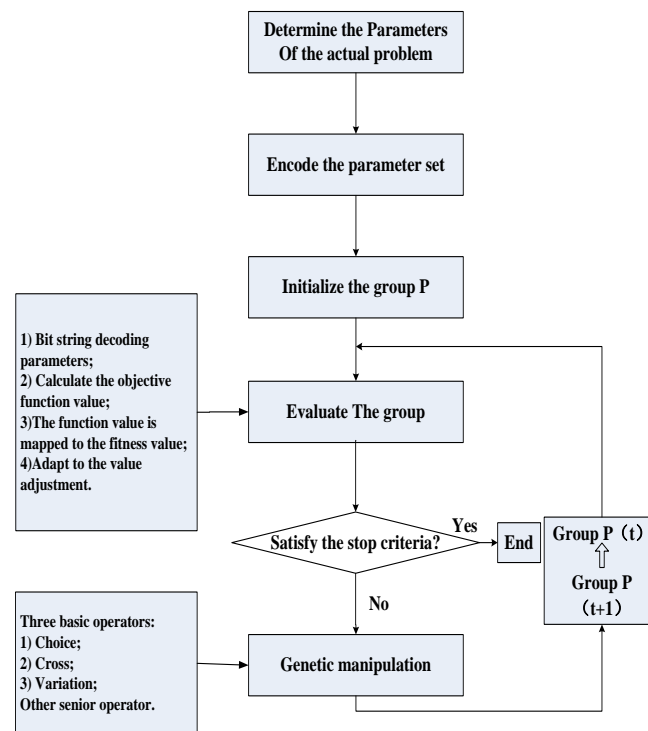 Determine the Parameters
Of the actual problem
Encode the parameter set
Initialize the group P
1) Bit string decoding
parameters;
2) Calculate the objective
function value;
3)The function value is
mapped to the fitness value;
4)Adapt to the value
adjustment.
Evaluate The group
Satisfy the stop criteria?
Yes
End
Group P（t）
Group P
（t+1）
No
Three basic operators:
1) Choice;
2) Cross;
3) Variation;
Other senior operator.
Genetic manipulation